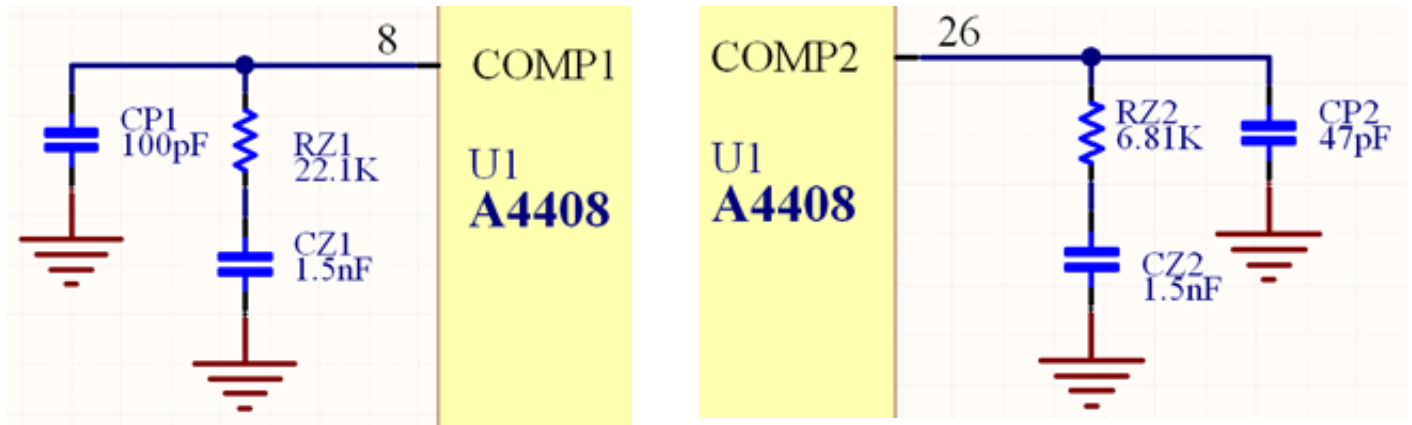 8
COMP1
CP1
100pF
RZ1
22.1K
U1
A4408
CZ1
1.5nF
26
COMP2
RZ2
6.81K
CP2
47pF
U1
A4408
CZ2
1.5nF